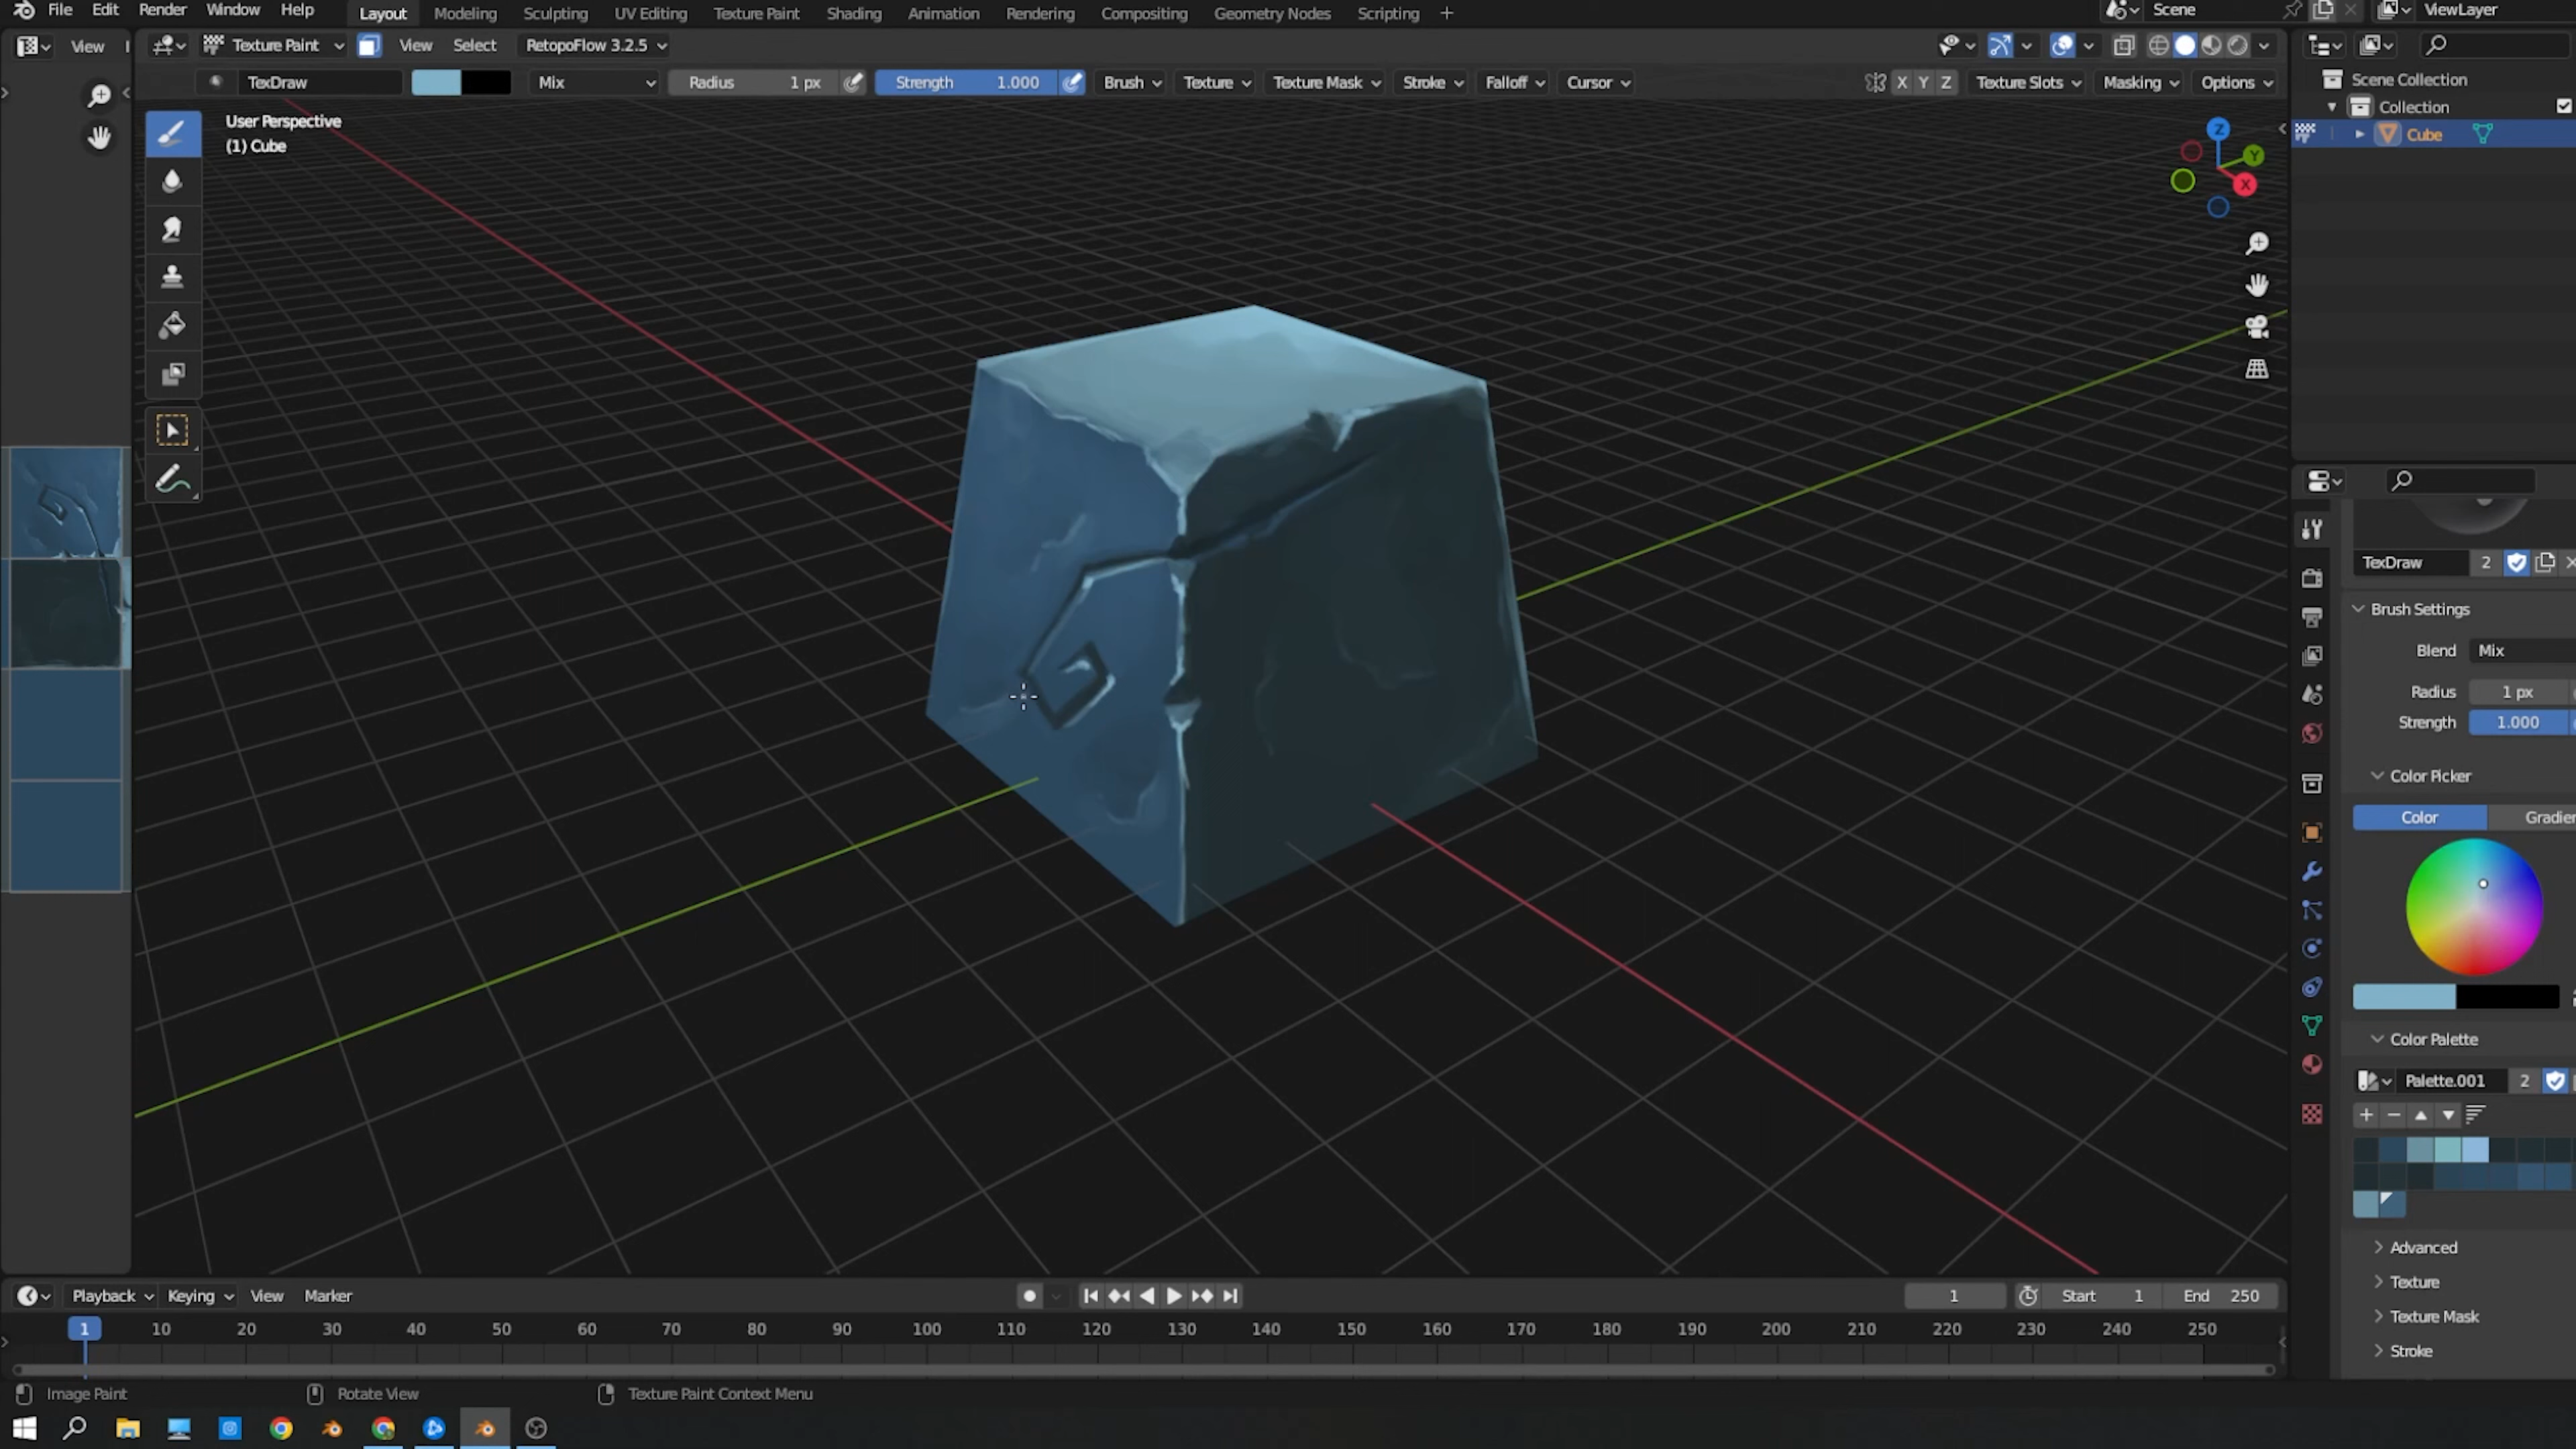 File Edit Render Window Help Layout Modeling Sculpting UV Editing Texture Paint Shading Animation Rendering Compositing Geometry Nodes Scripting + Scene ViewLayer
View Texture Paint View Select RetopoFlow 3.2.5
TexDraw Mix Radius 1 px Strength 1.000 Brush Texture Texture Mask Stroke Falloff Cursor X Y Z Texture Slots Masking Options
User Perspective
(1) Cube
Z
Y
X
Scene Collection
Collection
Cube
TexDraw 2
Brush Settings
Blend Mix
Radius 1 px
Strength 1.000
Color Picker
Color
Color Palette
Palette.001 2
Advanced
Texture
Texture Mask
Stroke
Playback Keying View Marker 1 Start 1 End 250
1 10 20 30 40 50 60 70 80 90 100 110 120 130 140 150 160 170 180 190 200 210 220 230 240 250
Image Paint Rotate View Texture Paint Context Menu